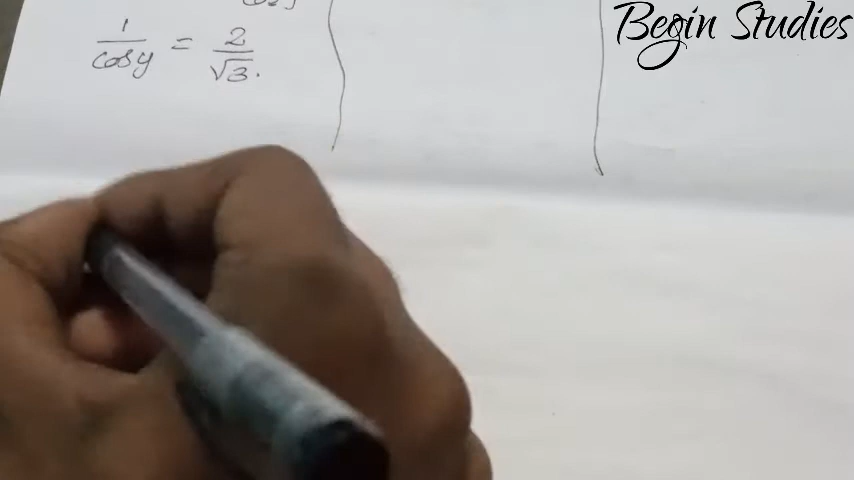 Begin Studies
1/cosy = 2/√3.